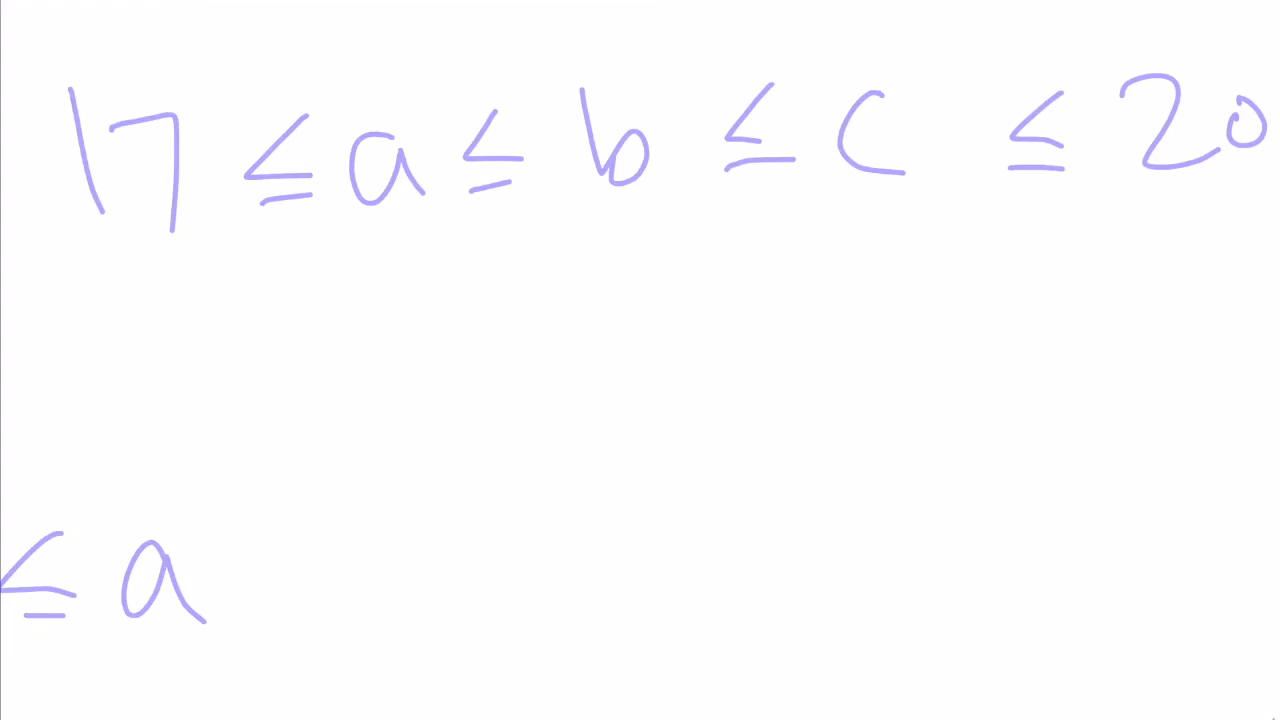 17 ≤ a ≤ b ≤ c ≤ 20
≤ a